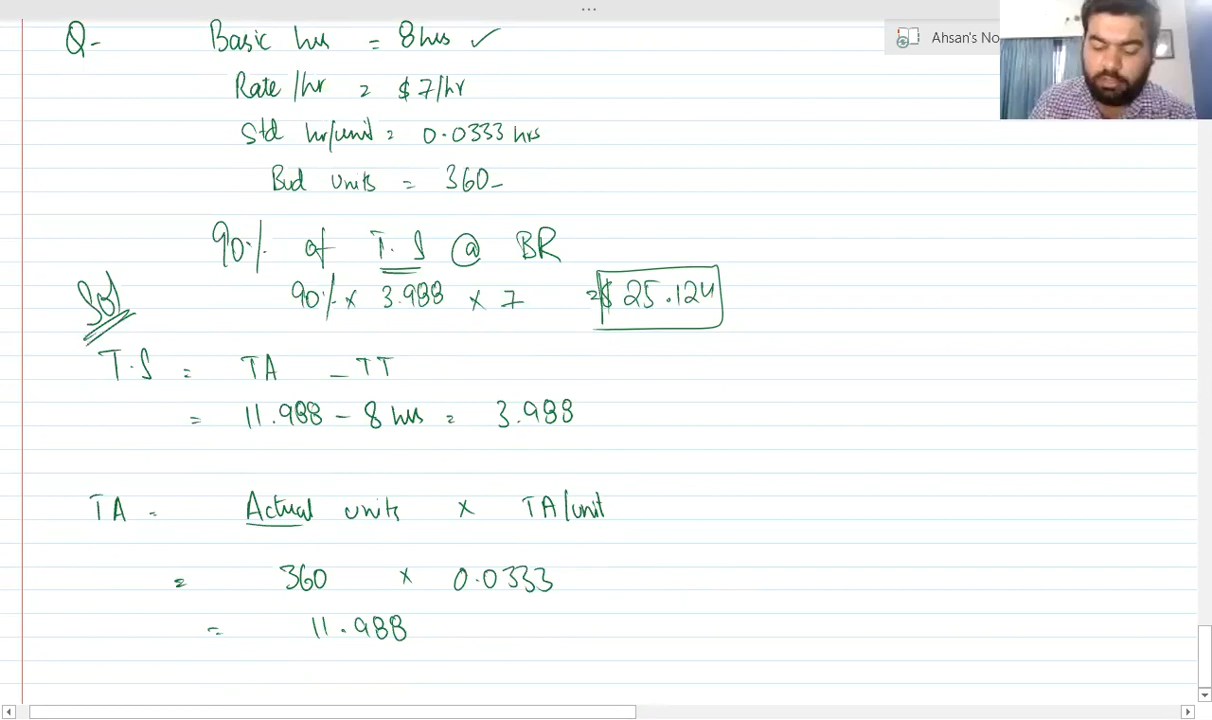 Q- Basic hrs = 8hrs ✓
Ahsan's No
Rate /hr = $7/hr
Std hr/unit = 0.0333 hrs
Bud units = 360-
90% of T.S @ BR
Sol
90% x 3.988 x 7 =$ 25.124
T.S = TA - TT
= 11.988 - 8 hrs = 3.988
TA = Actual units x TA/unit
= 360 x 0.0333
= 11.988